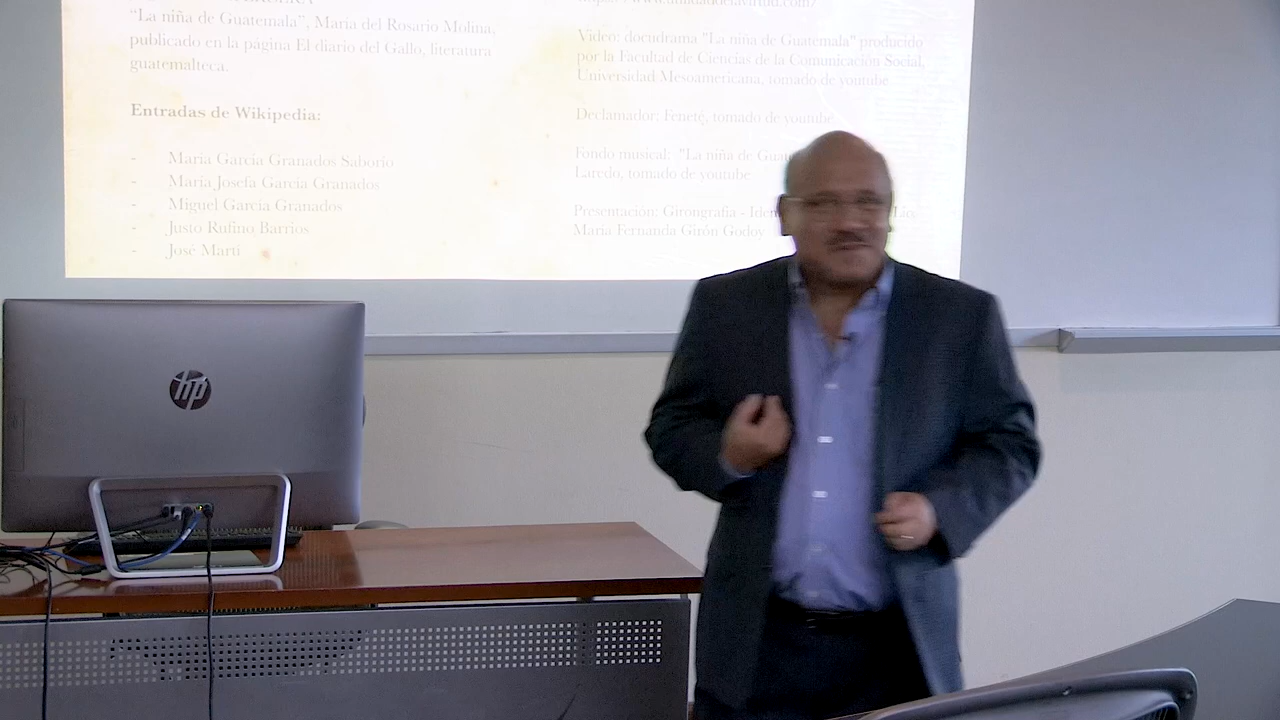 "La niña de Guatemala", María del Rosario Molina,
publicado en la página El diario del Gallo, literatura
guatemalteca.
Entradas de Wikipedia:
- María García Granados Saborío
- María Josefa García Granados
- Miguel García Granados
- Justo Rufino Barrios
- José Martí
Video: docudrama "La niña de Guatemala" producido
por la Facultad de Ciencias de la Comunicación Social,
Universidad Mesoamericana, tomado de youtube
Declamador: Feneté, tomado de youtube
Fondo musical: "La niña de
Laredo, tomado de youtube
Presentación: Girongrafía - Lic.
María Fernanda Girón Godoy
hp